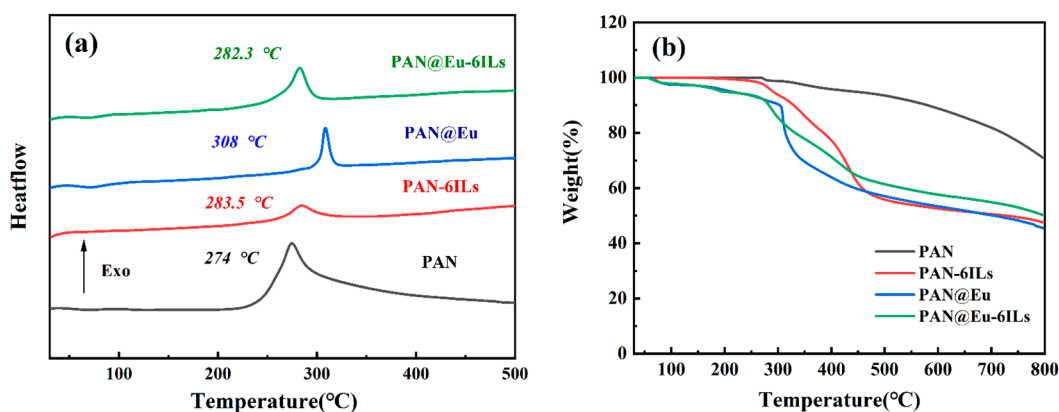 (a)
282.3 °C
PAN@Eu-6ILs
308 °C
PAN@Eu
PAN-6ILs
283.5 °C
274 °C
PAN
Exo
Heatflow
100 200 300 400 500
Temperature(°C)
(b)
120
100
80
60
40
20
0
Weight(%)
PAN
PAN-6ILs
PAN@Eu
PAN@Eu-6ILs
100 200 300 400 500 600 700 800
Temperature(°C)